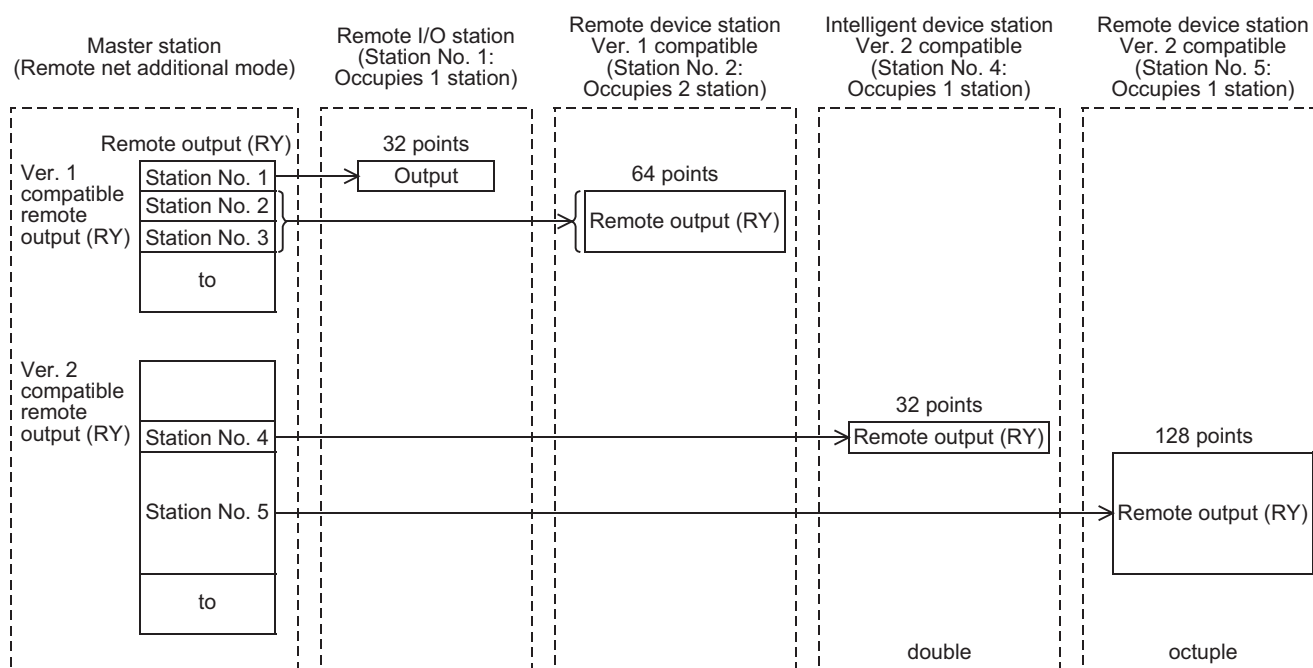 Master station
(Remote net additional mode)
Remote I/O station
(Station No. 1:
Occupies 1 station)
Remote device station
Ver. 1 compatible
(Station No. 2:
Occupies 2 station)
Intelligent device station
Ver. 2 compatible
(Station No. 4:
Occupies 1 station)
Remote device station
Ver. 2 compatible
(Station No. 5:
Occupies 1 station)
Remote output (RY)
Ver. 1
compatible
remote
output (RY)
Station No. 1
Station No. 2
Station No. 3
to
32 points
Output
64 points
Remote output (RY)
Ver. 2
compatible
remote
output (RY)
Station No. 4
Station No. 5
to
32 points
Remote output (RY)
128 points
Remote output (RY)
double
octuple